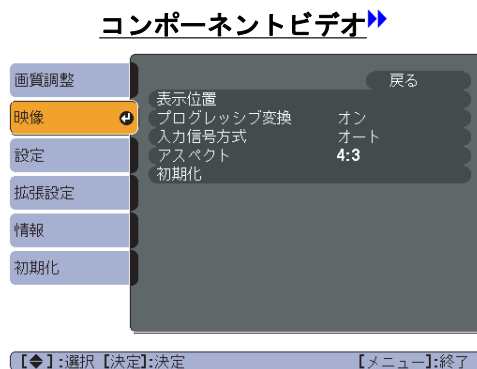 コンポーネントビデオ
画質調整
映像
設定
拡張設定
情報
初期化
戻る
表示位置
プログレッシブ変換 オン
入力信号方式 オート
アスペクト 4:3
初期化
【◆】:選択 【決定】:決定 【メニュー】:終了